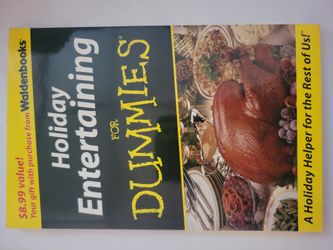 $8.99 value!
Your gift with purchase from Waldenbooks®
Holiday
Entertaining
FOR
DUMMIES®
A Holiday Helper for the Rest of Us!™